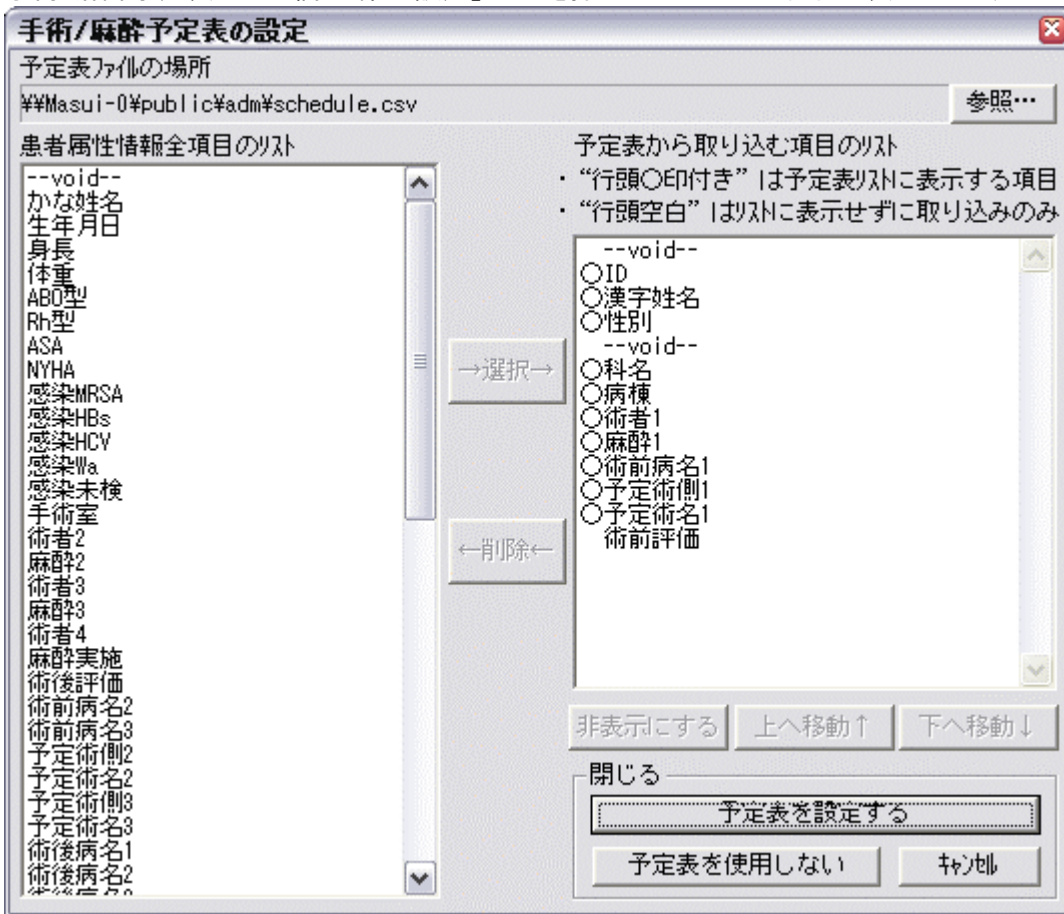 手術/麻酔予定表の設定
予定表ファイルの場所
¥¥Masui-0¥public¥adm¥schedule.csv
参照…
患者属性情報全項目のリスト
--void--
かな姓名
生年月日
身長
体重
ABO型
Rh型
ASA
NYHA
感染MRSA
感染HBs
感染HCV
感染Wa
感染未検
手術室
術者2
麻酔2
術者3
麻酔3
術者4
麻酔実施
術後評価
術前病名2
術前病名3
予定術側2
予定術名2
予定術側3
予定術名3
術後病名1
術後病名2
→選択→
←削除←
予定表から取り込む項目のリスト
・“行頭○印付き”は予定表リストに表示する項目
・“行頭空白”はリストに表示せずに取り込みのみ
--void--
○ID
○漢字姓名
○性別
--void--
○科名
○病棟
○術者1
○麻酔1
○術前病名1
○予定術側1
○予定術名1
術前評価
非表示にする
上へ移動↑
下へ移動↓
閉じる
予定表を設定する
予定表を使用しない
キャンセル